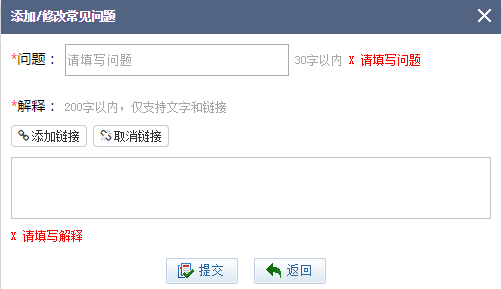 添加/修改常见问题
*问题： 请填写问题 30字以内 X 请填写问题
*解释： 200字以内，仅支持文字和链接
添加链接 取消链接
X 请填写解释
提交 返回